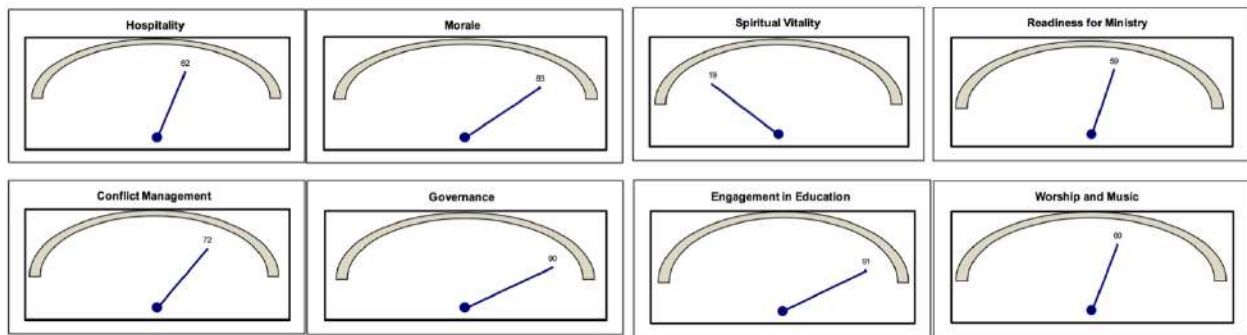 Hospitality
62
Morale
83
Spiritual Vitality
19
Readiness for Ministry
59
Conflict Management
72
Governance
90
Engagement in Education
91
Worship and Music
60